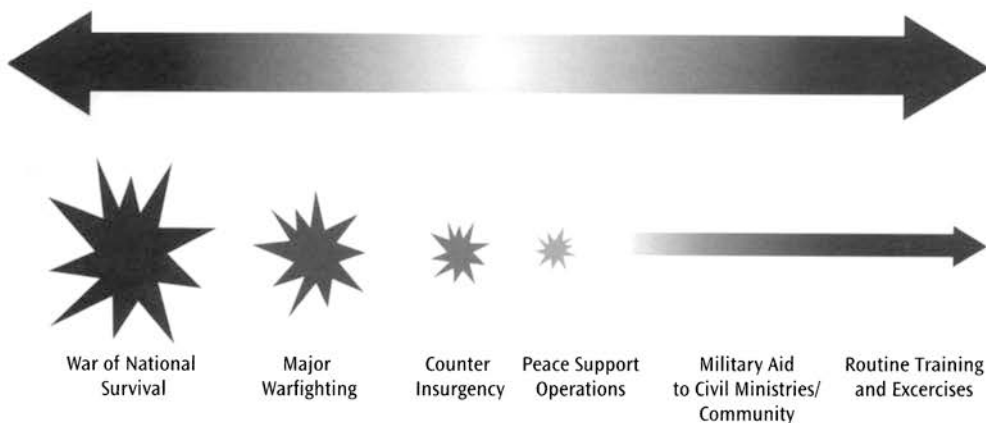 War of National
Survival
Major
Warfighting
Counter
Insurgency
Peace Support
Operations
Military Aid
to Civil Ministries/
Community
Routine Training
and Excercises